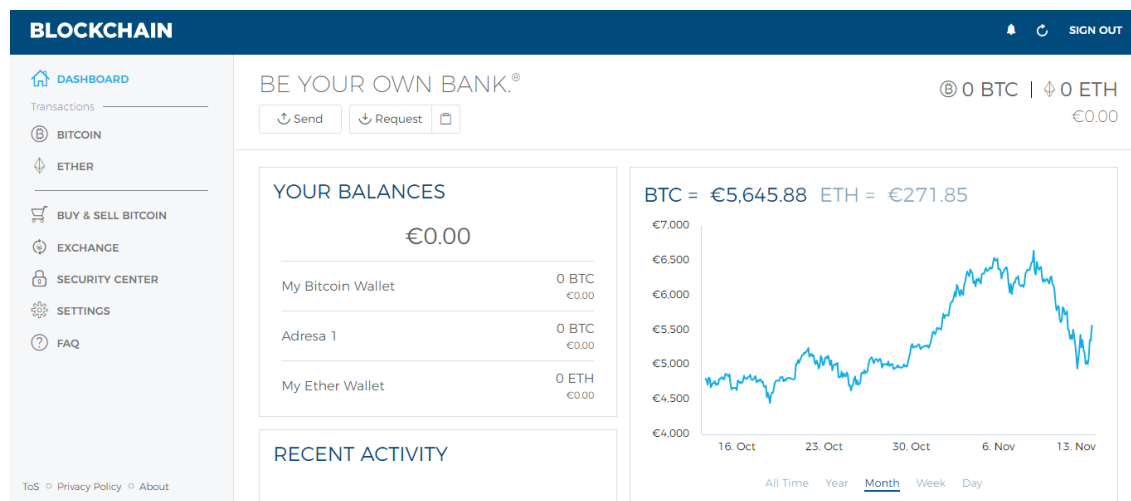 BLOCKCHAIN
SIGN OUT
DASHBOARD
Transactions
BITCOIN
ETHER
BUY & SELL BITCOIN
EXCHANGE
SECURITY CENTER
SETTINGS
FAQ
ToS Privacy Policy About
BE YOUR OWN BANK.®
Send Request
0 BTC | 0 ETH
€0.00
YOUR BALANCES
€0.00
My Bitcoin Wallet 0 BTC
€0.00
Adresa 1 0 BTC
€0.00
My Ether Wallet 0 ETH
€0.00
RECENT ACTIVITY
BTC = €5,645.88 ETH = €271.85
€7,000
€6,500
€6,000
€5,500
€5,000
€4,500
€4,000
16. Oct 23. Oct 30. Oct 6. Nov 13. Nov
All Time Year Month Week Day